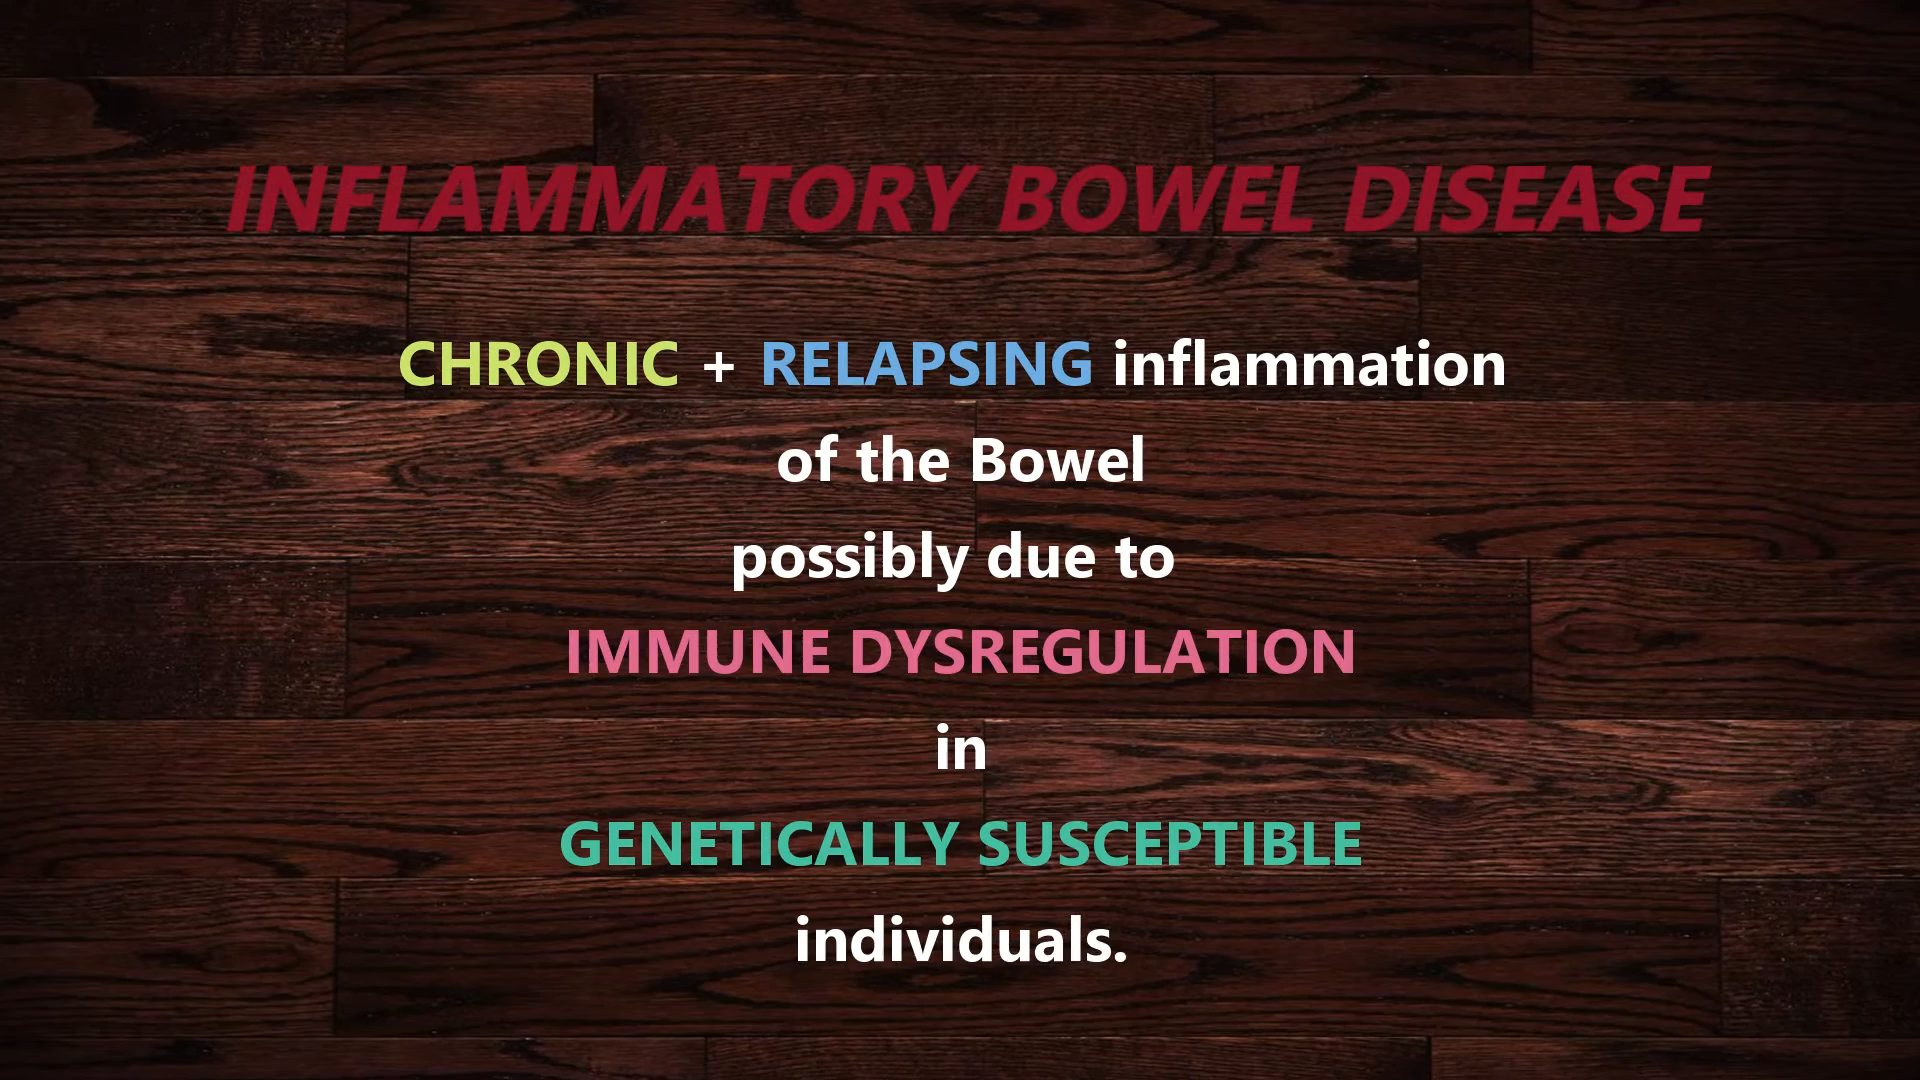 INFLAMMATORY BOWEL DISEASE
CHRONIC + RELAPSING inflammation
of the Bowel
possibly due to
IMMUNE DYSREGULATION
in
GENETICALLY SUSCEPTIBLE
individuals.